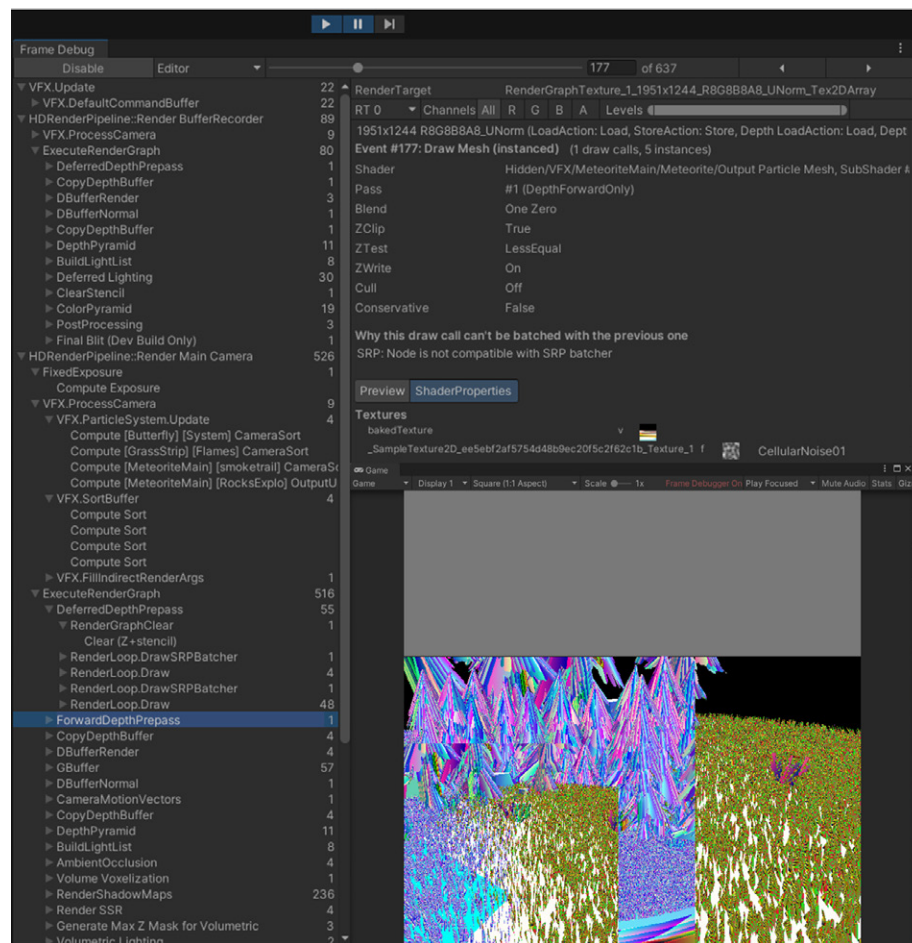 Frame Debug
Disable Editor 177 of 637
VFX.Update 22
VFX.DefaultCommandBuffer 22
HDRenderPipeline::Render BufferRecorder 89
VFX.ProcessCamera 9
ExecuteRenderGraph 80
DeferredDepthPrepass 1
CopyDepthBuffer 1
DBufferRender 3
DBufferNormal 1
CopyDepthBuffer 1
DepthPyramid 11
BuildLightList 8
Deferred Lighting 30
ClearStencil 1
ColorPyramid 19
PostProcessing 3
Final Blit (Dev Build Only) 1
HDRenderPipeline::Render Main Camera 526
FixedExposure 1
Compute Exposure
VFX.ProcessCamera 9
VFX.ParticleSystem.Update 4
Compute [Butterfly] [System] CameraSort
Compute [GrassStrip] [Flames] CameraSort
Compute [MeteoriteMain] [smoketrail] CameraSo
Compute [MeteoriteMain] [RocksExplo] OutputU
VFX.SortBuffer 4
Compute Sort
Compute Sort
Compute Sort
Compute Sort
VFX.FillIndirectRenderArgs 1
ExecuteRenderGraph 516
DeferredDepthPrepass 55
RenderGraphClear 1
Clear (Z+stencil)
RenderLoop.DrawSRPBatcher 1
RenderLoop.Draw 4
RenderLoop.DrawSRPBatcher 1
RenderLoop.Draw 48
ForwardDepthPrepass 1
CopyDepthBuffer 4
DBufferRender 4
GBuffer 57
DBufferNormal 1
CameraMotionVectors 1
CopyDepthBuffer 4
DepthPyramid 11
BuildLightList 8
AmbientOcclusion 4
Volume Voxelization 1
RenderShadowMaps 236
Render SSR 4
Generate Max Z Mask for Volumetric 3
Volumetric Lighting 2
RenderTarget RenderGraphTexture_1_1951x1244_R8G8B8A8_UNorm_Tex2DArray
RT 0 Channels All R G B A Levels
1951x1244 R8G8B8A8_UNorm (LoadAction: Load, StoreAction: Store, Depth LoadAction: Load, Dept
Event #177: Draw Mesh (instanced) (1 draw calls, 5 instances)
Shader Hidden/VFX/MeteoriteMain/Meteorite/Output Particle Mesh, SubShader #
Pass #1 (DepthForwardOnly)
Blend One Zero
ZClip True
ZTest LessEqual
ZWrite On
Cull Off
Conservative False
Why this draw call can't be batched with the previous one
SRP: Node is not compatible with SRP batcher
Preview ShaderProperties
Textures
bakedTexture v
_SampleTexture2D_ee5ebf2af5754d48b9ec20f5c2f62c1b_Texture_1 f CellularNoise01
Game
Game Display 1 Square (1:1 Aspect) Scale 1x Frame Debugger On Play Focused Mute Audio Stats Giz